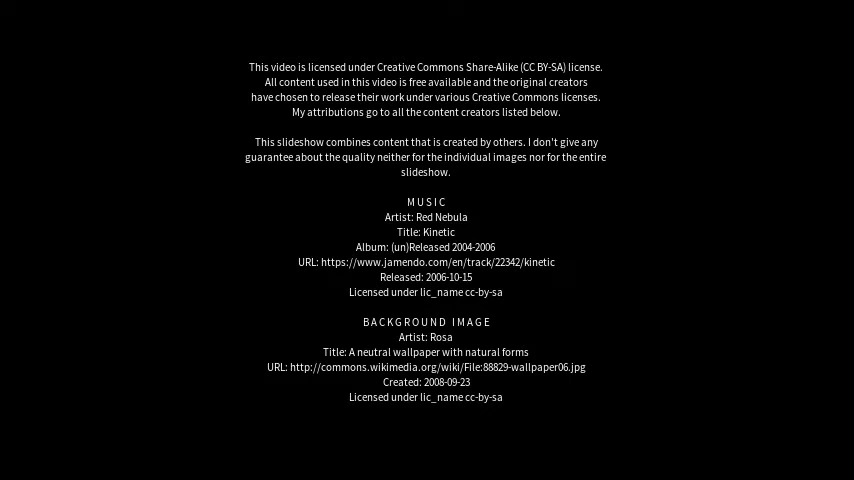 This video is licensed under Creative Commons Share-Alike (CC BY-SA) license.
All content used in this video is free available and the original creators
have chosen to release their work under various Creative Commons licenses.
My attributions go to all the content creators listed below.
This slideshow combines content that is created by others. I don't give any
guarantee about the quality neither for the individual images nor for the entire
slideshow.
MUSIC
Artist: Red Nebula
Title: Kinetic
Album: (un)Released 2004-2006
URL: https://www.jamendo.com/en/track/22342/kinetic
Released: 2006-10-15
Licensed under lic_name cc-by-sa
BACKGROUND IMAGE
Artist: Rosa
Title: A neutral wallpaper with natural forms
URL: http://commons.wikimedia.org/wiki/File:88829-wallpaper06.jpg
Created: 2008-09-23
Licensed under lic_name cc-by-sa